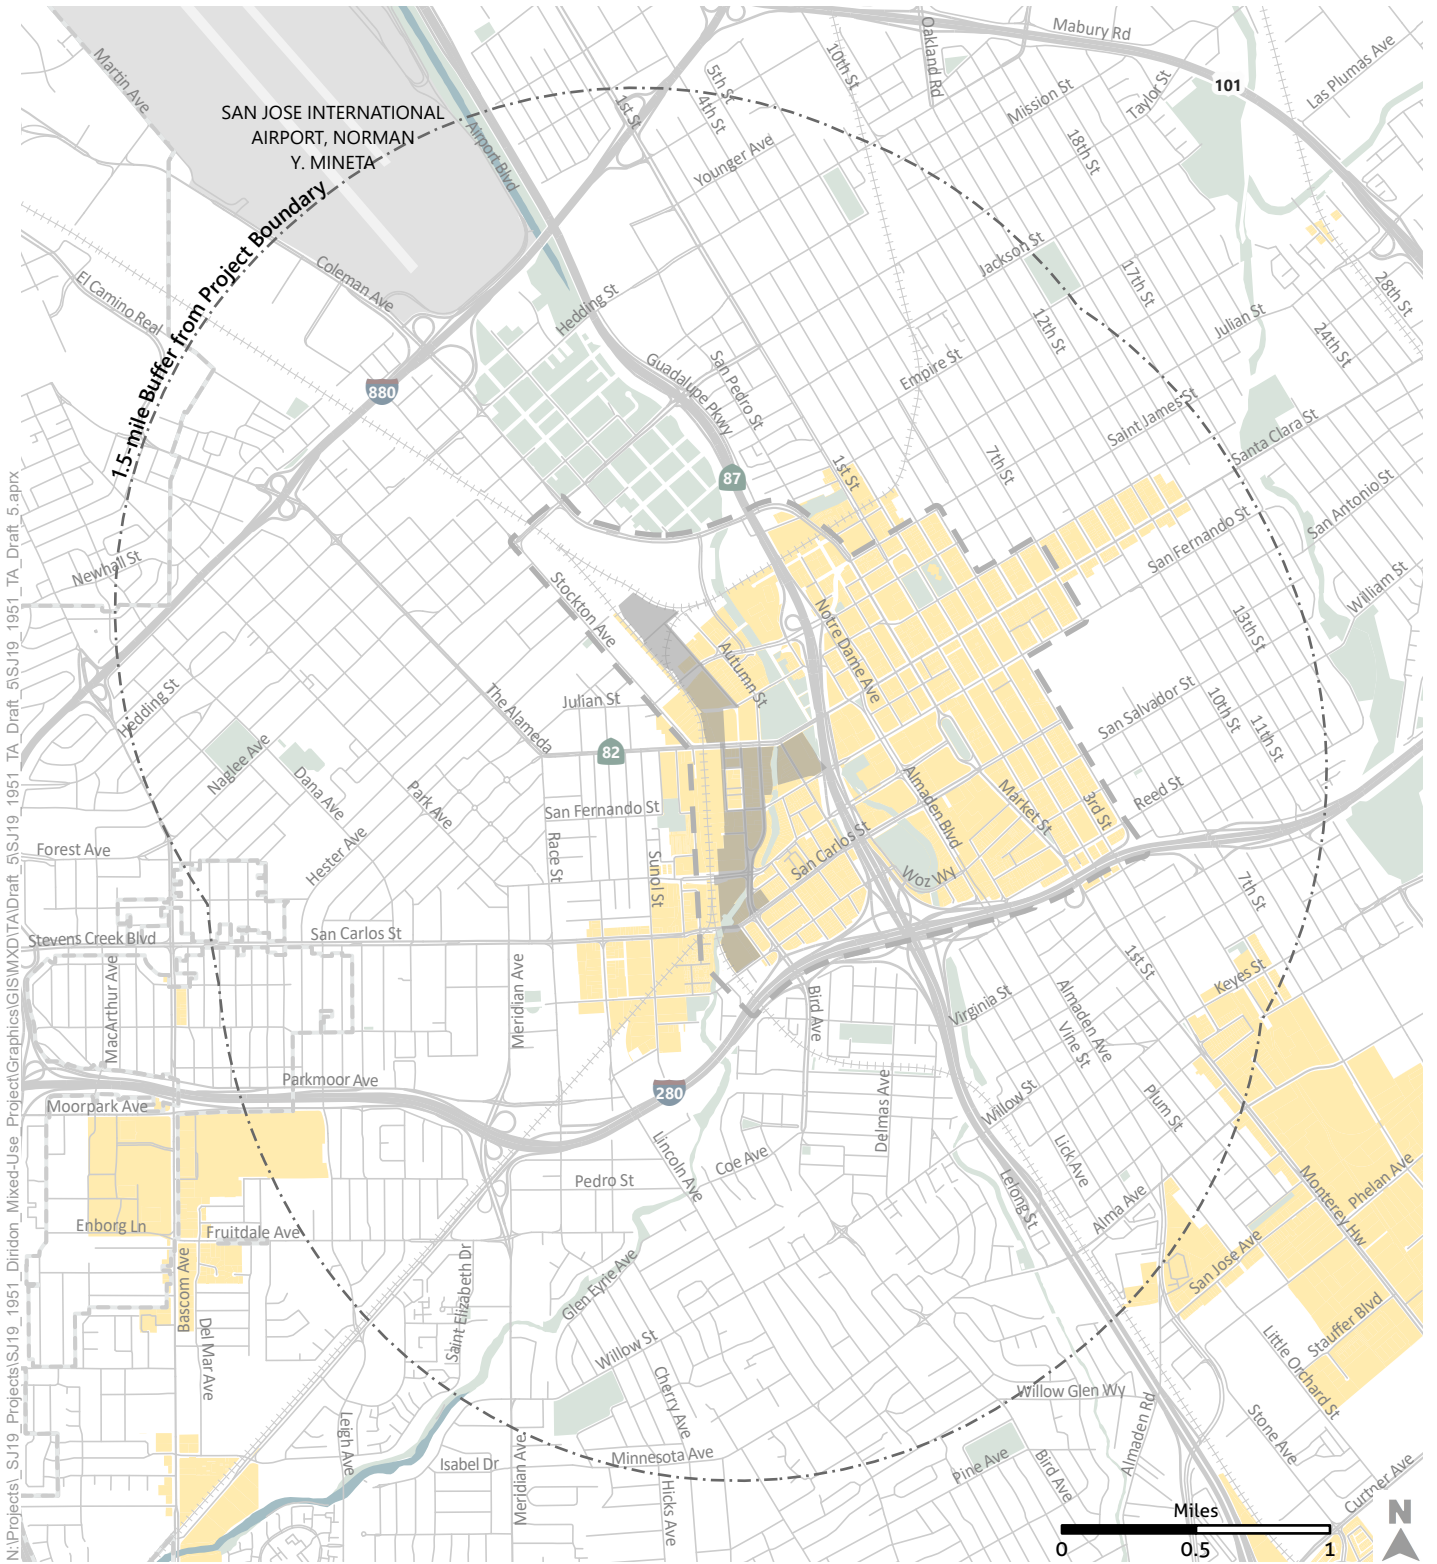 Mabury Rd
Oakland Rd
10th St
5th St
4th St
1st St
Martin Ave
Las Plumas Ave
Taylor St
Mission St
101
SAN JOSE INTERNATIONAL
AIRPORT, NORMAN
Y. MINETA
Airport Blvd
18th St
Younger Ave
1.5-mile Buffer from Project Boundary
Jackson St
17th St
28th St
Coleman Ave
El Camino Real
Hedding St
12th St
Julian St
24th St
Guadalupe Pkwy
San Pedro St
Empire St
880
Saint James St
Santa Clara St
7th St
1st St
87
San Antonio St
San Fernando St
Newhall St
William St
Stockton Ave
Notre Dame Ave
13th St
Autumn St
Hedding St
Julian St
The Alameda
82
San Salvador St
10th St
11th St
Naglee Ave
Dana Ave
Park Ave
San Fernando St
Almaden Blvd
Market St
3rd St
Reed St
Forest Ave
Hester Ave
Race St
Sunol St
San Carlos St
Woz Wy
7th St
Stevens Creek Blvd
San Carlos St
MacArthur Ave
Meridian Ave
Bird Ave
Virginia St
1st St
Keyes St
Almaden Ave
Vine St
Parkmoor Ave
Moorpark Ave
280
Delmas Ave
Willow St
Plum St
Lincoln Ave
Coe Ave
Lick Ave
Pedro St
Lelong St
Alma Ave
Monterey Hw
Phelan Ave
Enborg Ln
Fruitdale Ave
Bascom Ave
Saint Elizabeth Dr
Glen Eyrie Ave
San Jose Ave
Del Mar Ave
Willow St
Stauffer Blvd
Little Orchard St
Cherry Ave
Willow Glen Wy
Almaden Rd
Leigh Ave
Isabel Dr
Meridian Ave
Minnesota Ave
Hicks Ave
Pine Ave
Bird Ave
Stone Ave
Curtner Ave
Miles
0 0.5 1
N
N:\Projects\_SJ19_Projects\SJ19_1951_Diridon_Mixed-Use_Project\Graphics\GIS\MXD\TA\Draft_5\SJ19_1951_TA_Draft_5\SJ19_1951_TA_Draft_5.aprx